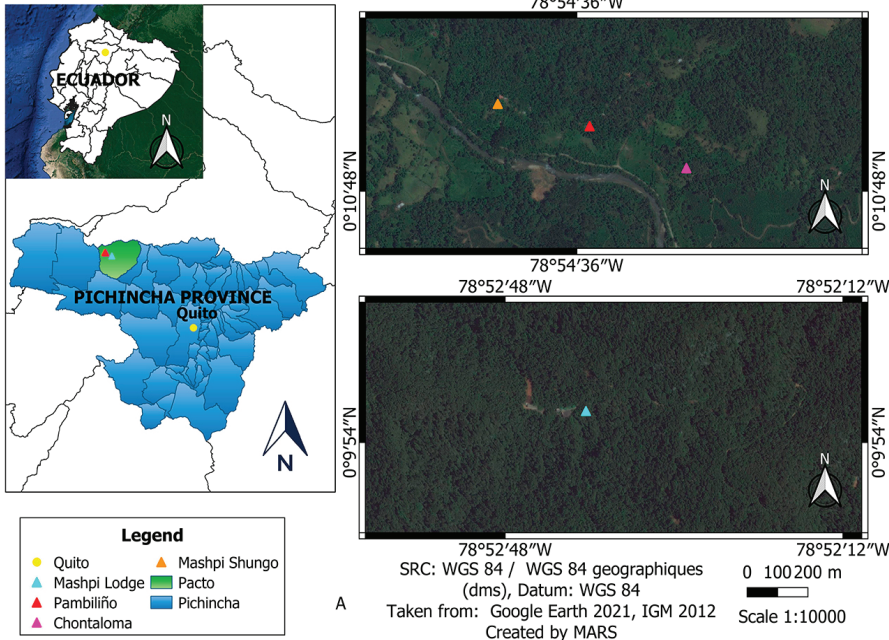 ECUADOR
N
PICHINCHA PROVINCE
Quito
N
78°54′36″W
0°10′48″N
0°10′48″N
N
78°54′36″W
78°52′48″W
78°52′12″W
0°9′54″N
0°9′54″N
N
78°52′48″W
78°52′12″W
Legend
Quito
Mashpi Lodge
Pambiliño
Chontaloma
Mashpi Shungo
Pacto
Pichincha
A
SRC: WGS 84 / WGS 84 geographiques
(dms), Datum: WGS 84
Taken from: Google Earth 2021, IGM 2012
Created by MARS
0 100 200 m
Scale 1:10000